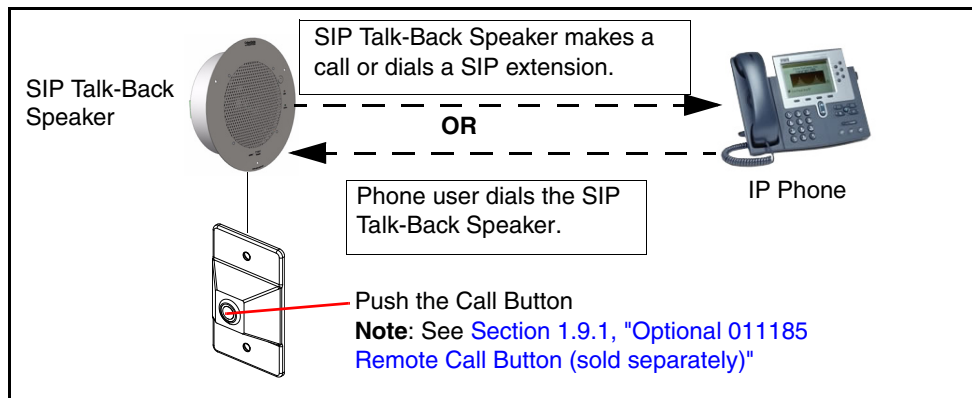 SIP Talk-Back Speaker makes a
call or dials a SIP extension.
SIP Talk-Back
Speaker
OR
IP Phone
Phone user dials the SIP
Talk-Back Speaker.
Push the Call Button
Note: See Section 1.9.1, "Optional 011185
Remote Call Button (sold separately)"